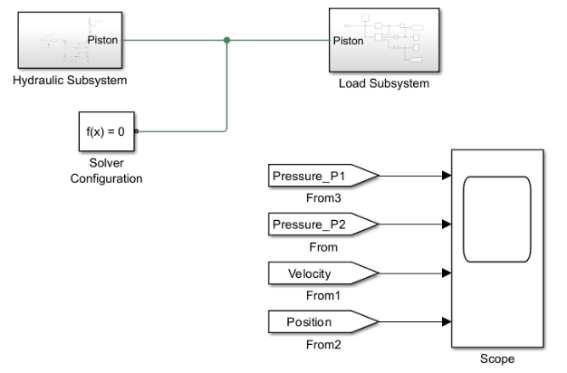 Piston
Hydraulic Subsystem
Piston
Load Subsystem
f(x) = 0
Solver
Configuration
Pressure_P1
From3
Pressure_P2
From
Velocity
From1
Position
From2
Scope